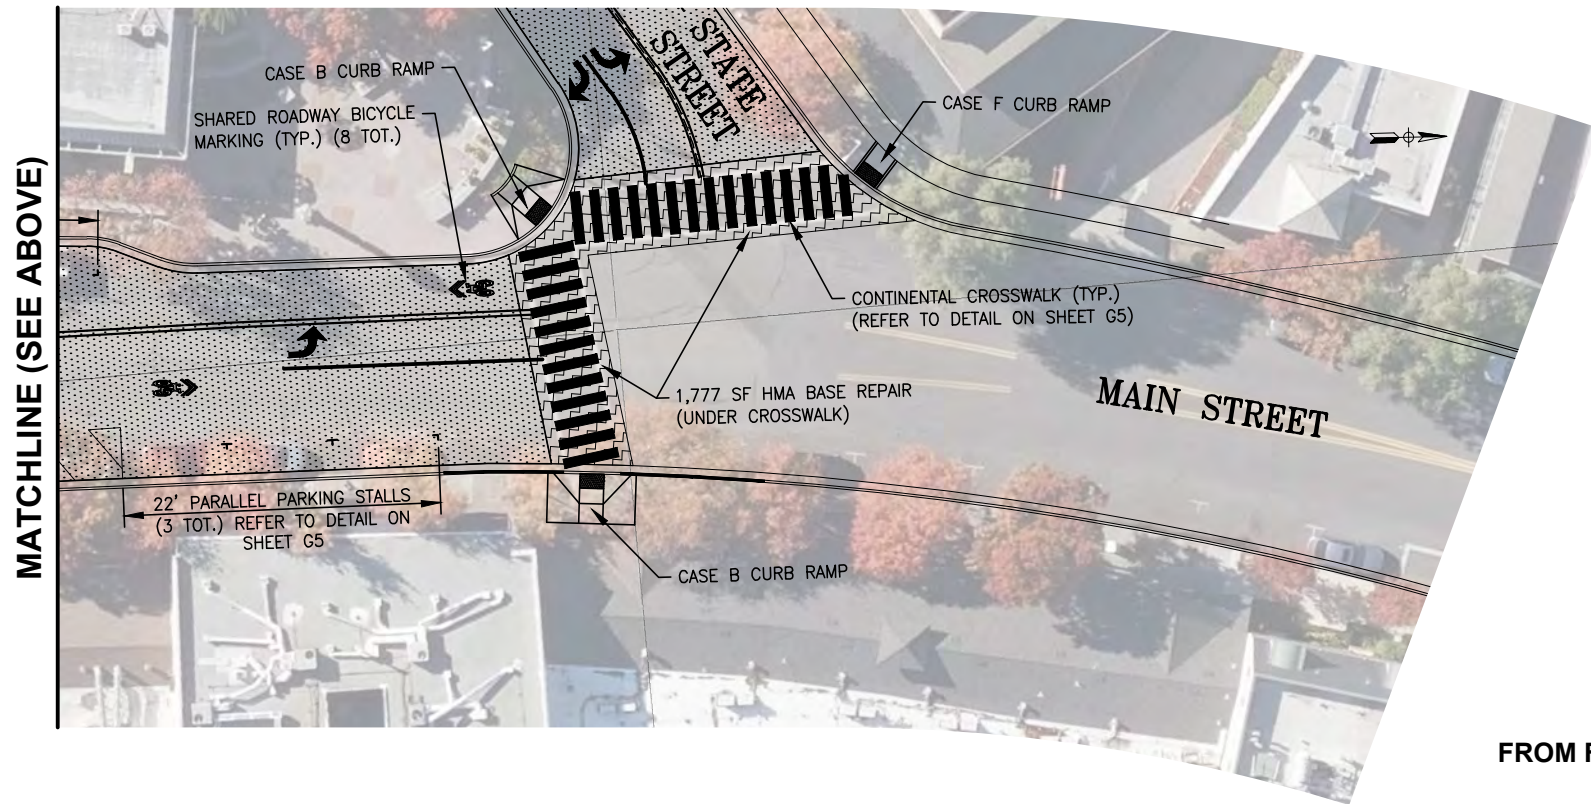 STATE
STREET
CASE B CURB RAMP
SHARED ROADWAY BICYCLE
MARKING (TYP.) (8 TOT.)
CASE F CURB RAMP
MATCHLINE (SEE ABOVE)
CONTINENTAL CROSSWALK (TYP.)
(REFER TO DETAIL ON SHEET G5)
1,777 SF HMA BASE REPAIR
(UNDER CROSSWALK)
MAIN STREET
22' PARALLEL PARKING STALLS
(3 TOT.) REFER TO DETAIL ON
SHEET G5
CASE B CURB RAMP
FROM F